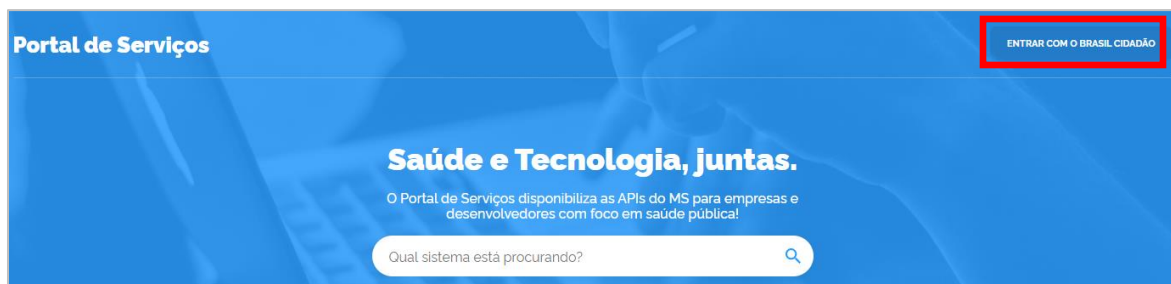 Portal de Serviços
ENTRAR COM O BRASIL CIDADÃO
Saúde e Tecnologia, juntas.
O Portal de Serviços disponibiliza as APIs do MS para empresas e
desenvolvedores com foco em saúde pública!
Qual sistema está procurando?